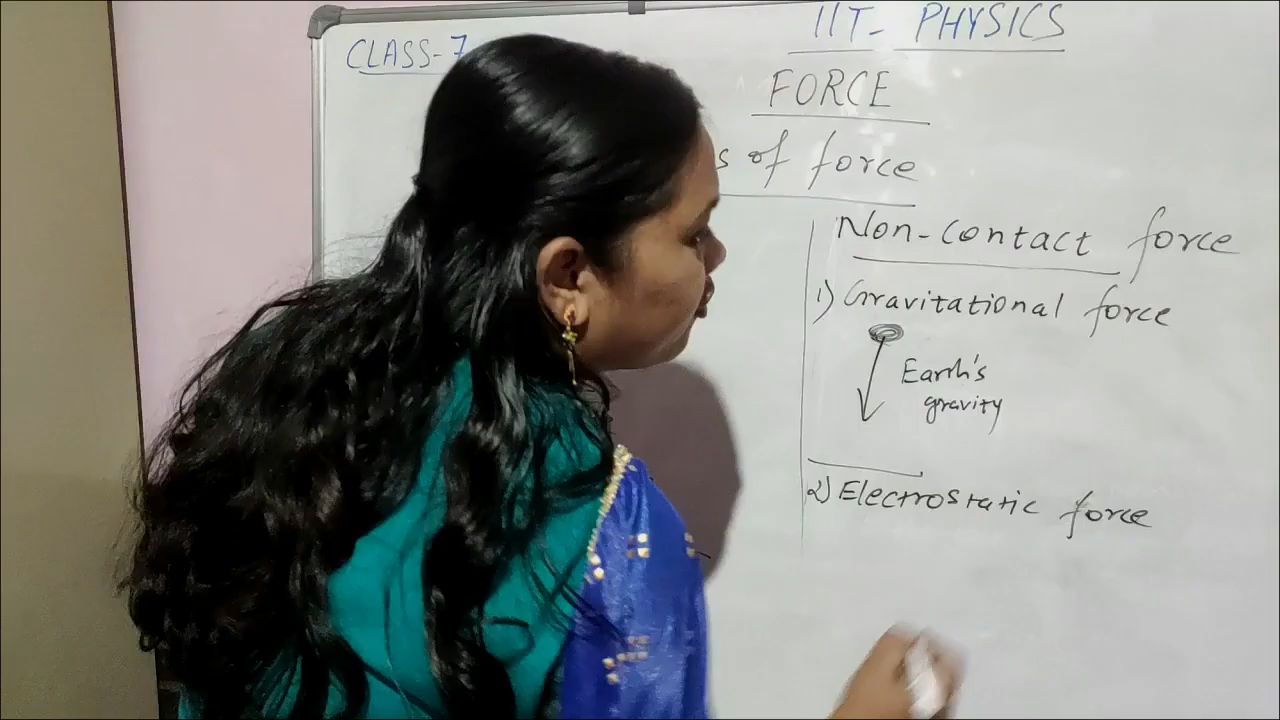 CLASS-7
IIT- PHYSICS
FORCE
of force
Non-contact force
1) Gravitational force
Earth's
gravity
2) Electrostatic force